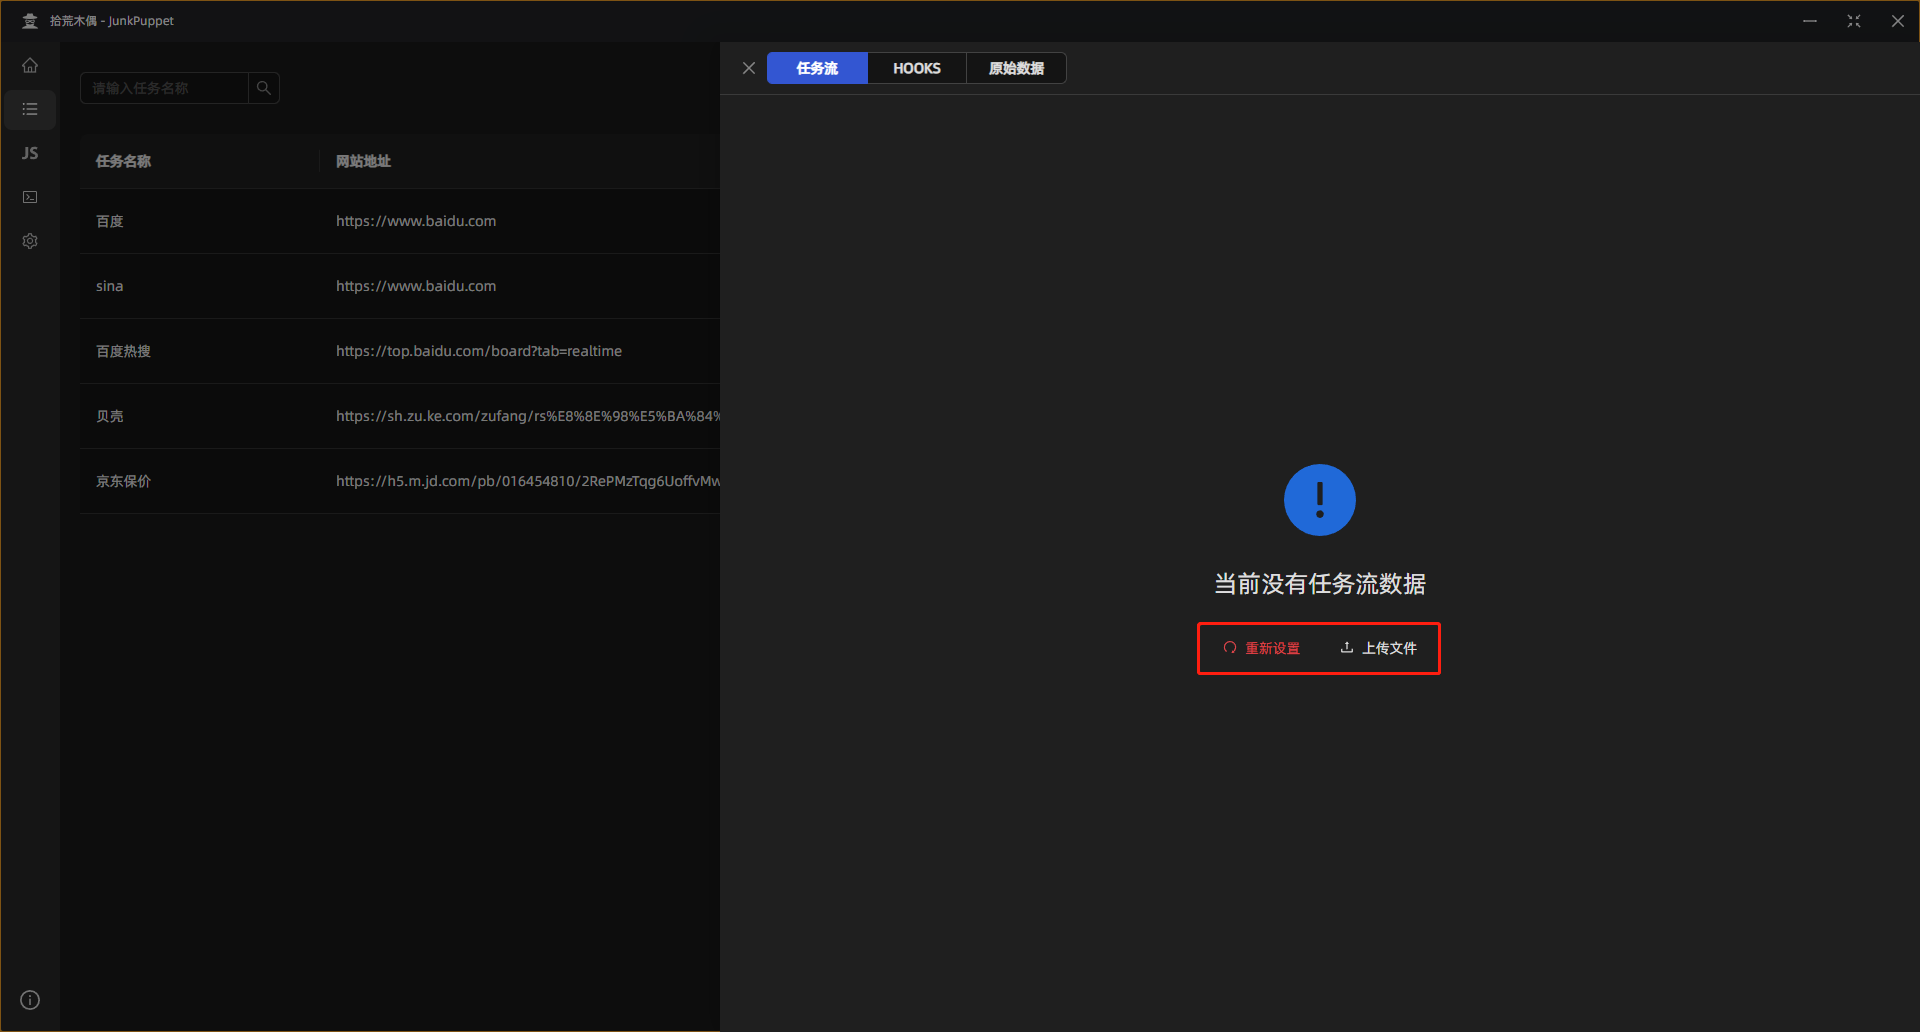 拾荒木偶 - JunkPuppet
任务流
HOOKS
原始数据
请输入任务名称
JS
任务名称
网站地址
百度
https://www.baidu.com
sina
https://www.baidu.com
百度热搜
https://top.baidu.com/board?tab=realtime
贝壳
https://sh.zu.ke.com/zufang/rs%E8%8E%98%E5%BA%84%
京东保价
https://h5.m.jd.com/pb/016454810/2RePMzTqg6UoffvMw
当前没有任务流数据
重新设置
上传文件